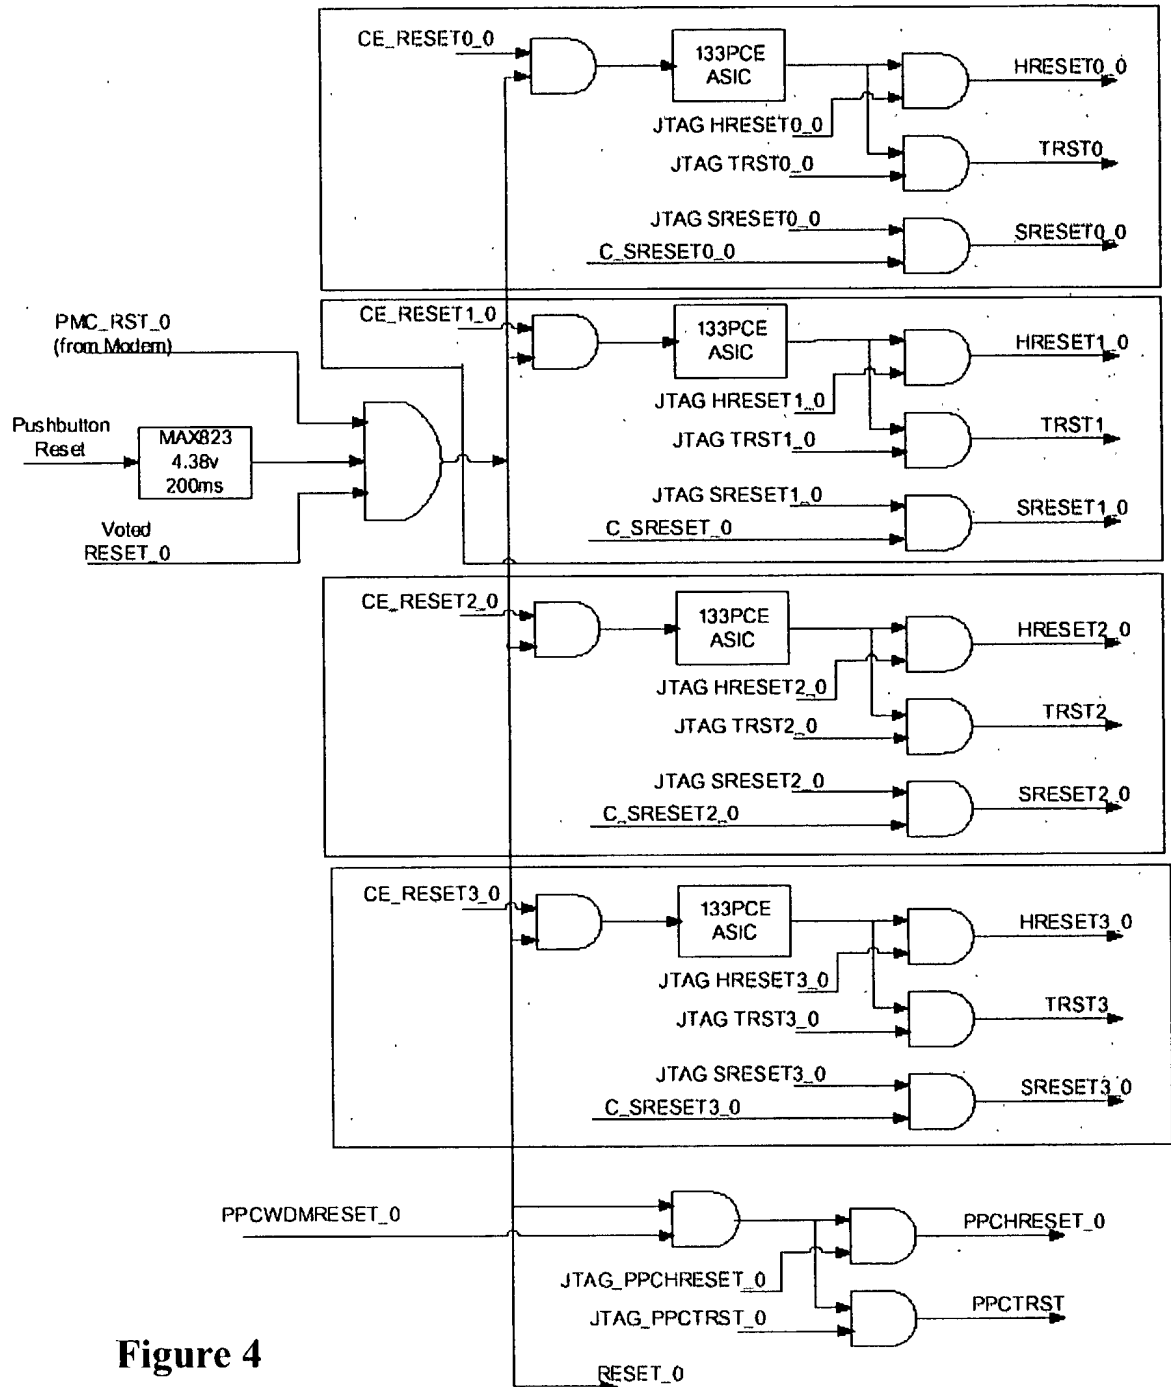 CE_RESET0_0
133PCE
ASIC
HRESET0_0
JTAG HRESET0_0
TRST0
JTAG TRST0_0
JTAG SRESET0_0
SRESET0_0
C_SRESET0_0
PMC_RST_0
(from Modem)
CE_RESET1_0
133PCE
ASIC
HRESET1_0
JTAG HRESET1_0
Pushbutton
Reset
MAX823
4.38v
200ms
TRST1
JTAG TRST1_0
JTAG SRESET1_0
SRESET1_0
C_SRESET_0
Voted
RESET_0
CE_RESET2_0
133PCE
ASIC
HRESET2_0
JTAG HRESET2_0
TRST2
JTAG TRST2_0
JTAG SRESET2_0
SRESET2_0
C_SRESET2_0
CE_RESET3_0
133PCE
ASIC
HRESET3_0
JTAG HRESET3_0
TRST3
JTAG TRST3_0
JTAG SRESET3_0
SRESET3_0
C_SRESET3_0
PPCWDMRESET_0
PPCHRESET_0
JTAG_PPCHRESET_0
PPCTRST
JTAG_PPCTRST_0
Figure 4
RESET_0